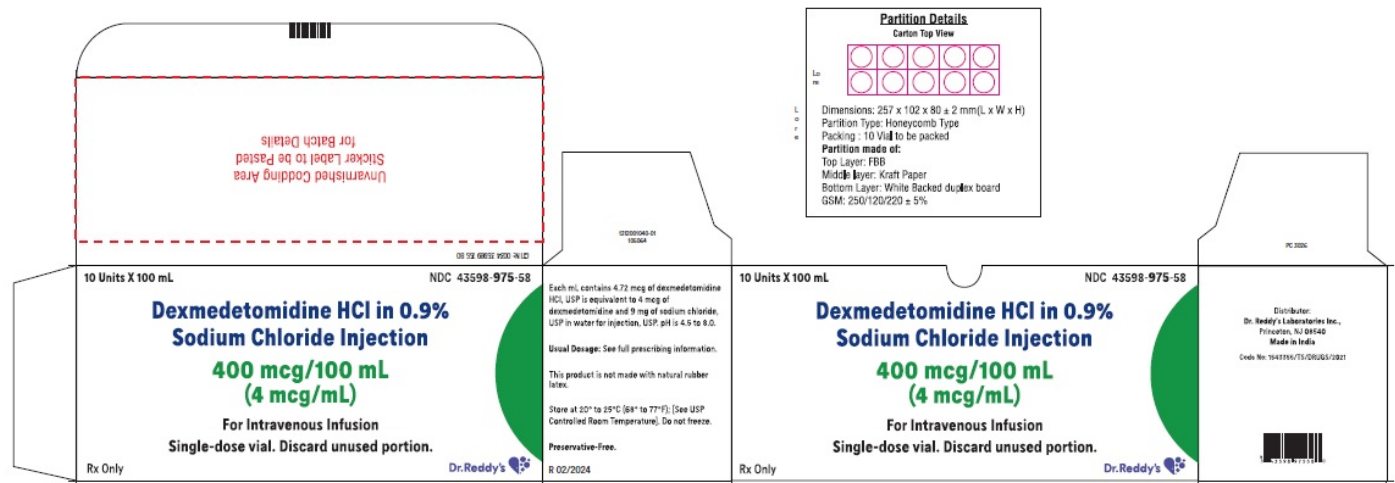 Partition Details
Carton Top View
Dimensions: 257 x 102 x 80 ± 2 mm(L x W x H)
Partition Type: Honeycomb Type
Packing : 10 Vial to be packed
Partition made of:
Top Layer: FBB
Middle layer: Kraft Paper
Bottom Layer: White Backed duplex board
GSM: 250/120/220 ± 5%
Unvarnished Codding Area
Sticker Label to be Pasted
for Batch Details
10 Units X 100 mL
NDC 43598-975-58
Dexmedetomidine HCl in 0.9%
Sodium Chloride Injection
400 mcg/100 mL
(4 mcg/mL)
For Intravenous Infusion
Single-dose vial. Discard unused portion.
Rx Only
Dr.Reddy's
Each mL contains 4.72 mcg of dexmedetomidine
HCl, USP is equivalent to 4 mcg of
dexmedetomidine and 9 mg of sodium chloride,
USP in water for injection, USP. pH is 4.5 to 8.0.
Usual Dosage: See full prescribing information.
This product is not made with natural rubber
latex.
Store at 20° to 25°C (68° to 77°F); [See USP
Controlled Room Temperature]. Do not freeze.
Preservative-Free.
R 02/2024
10 Units X 100 mL
NDC 43598-975-58
Dexmedetomidine HCl in 0.9%
Sodium Chloride Injection
400 mcg/100 mL
(4 mcg/mL)
For Intravenous Infusion
Single-dose vial. Discard unused portion.
Rx Only
Dr.Reddy's
Distributor:
Dr. Reddy's Laboratories Inc.,
Princeton, NJ 08540
Made in India